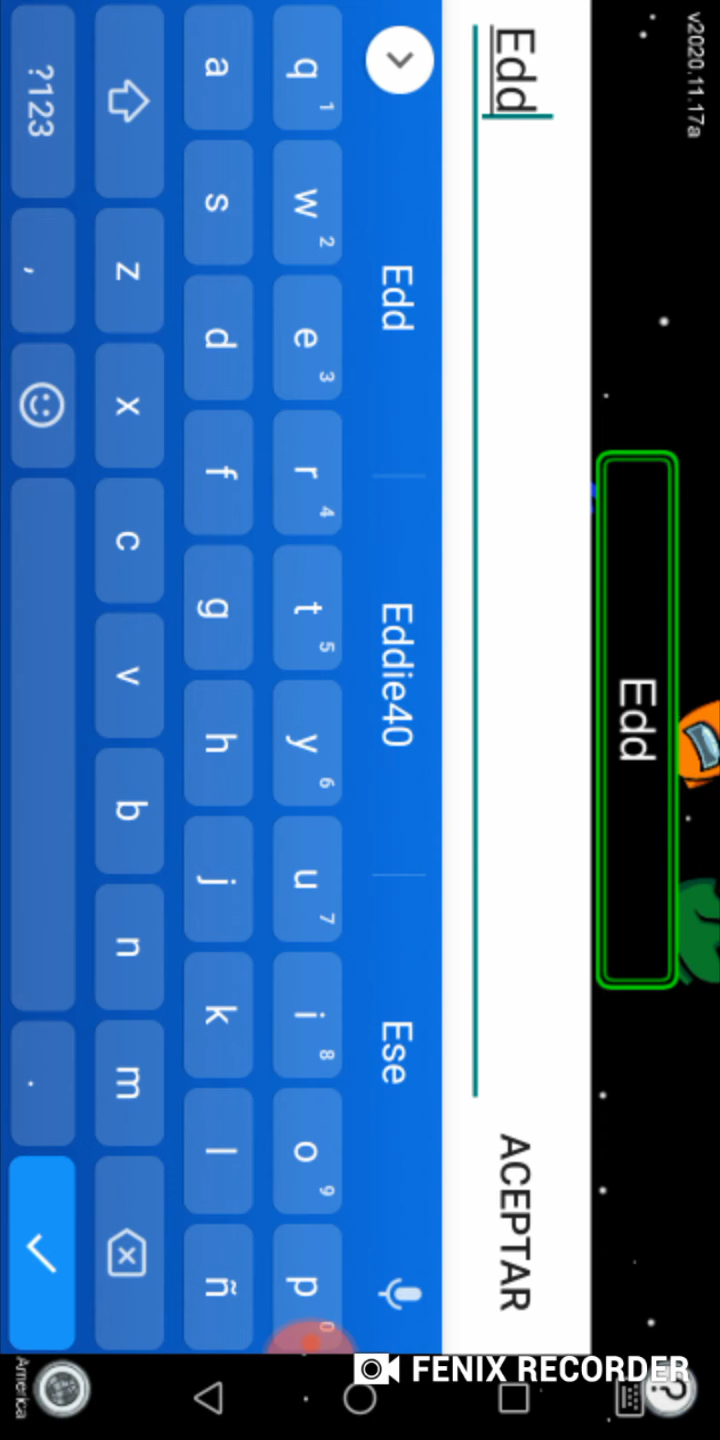 v2020.11.17a
Edd
Edd
ACEPTAR
Edd
Eddie40
Ese
q 1 w 2 e 3 r 4 t 5 y 6 u 7 i 8 o 9 p 0
a s d f g h j k l ñ
z x c v b n m
?123 , .
America
?
FENIX RECORDER